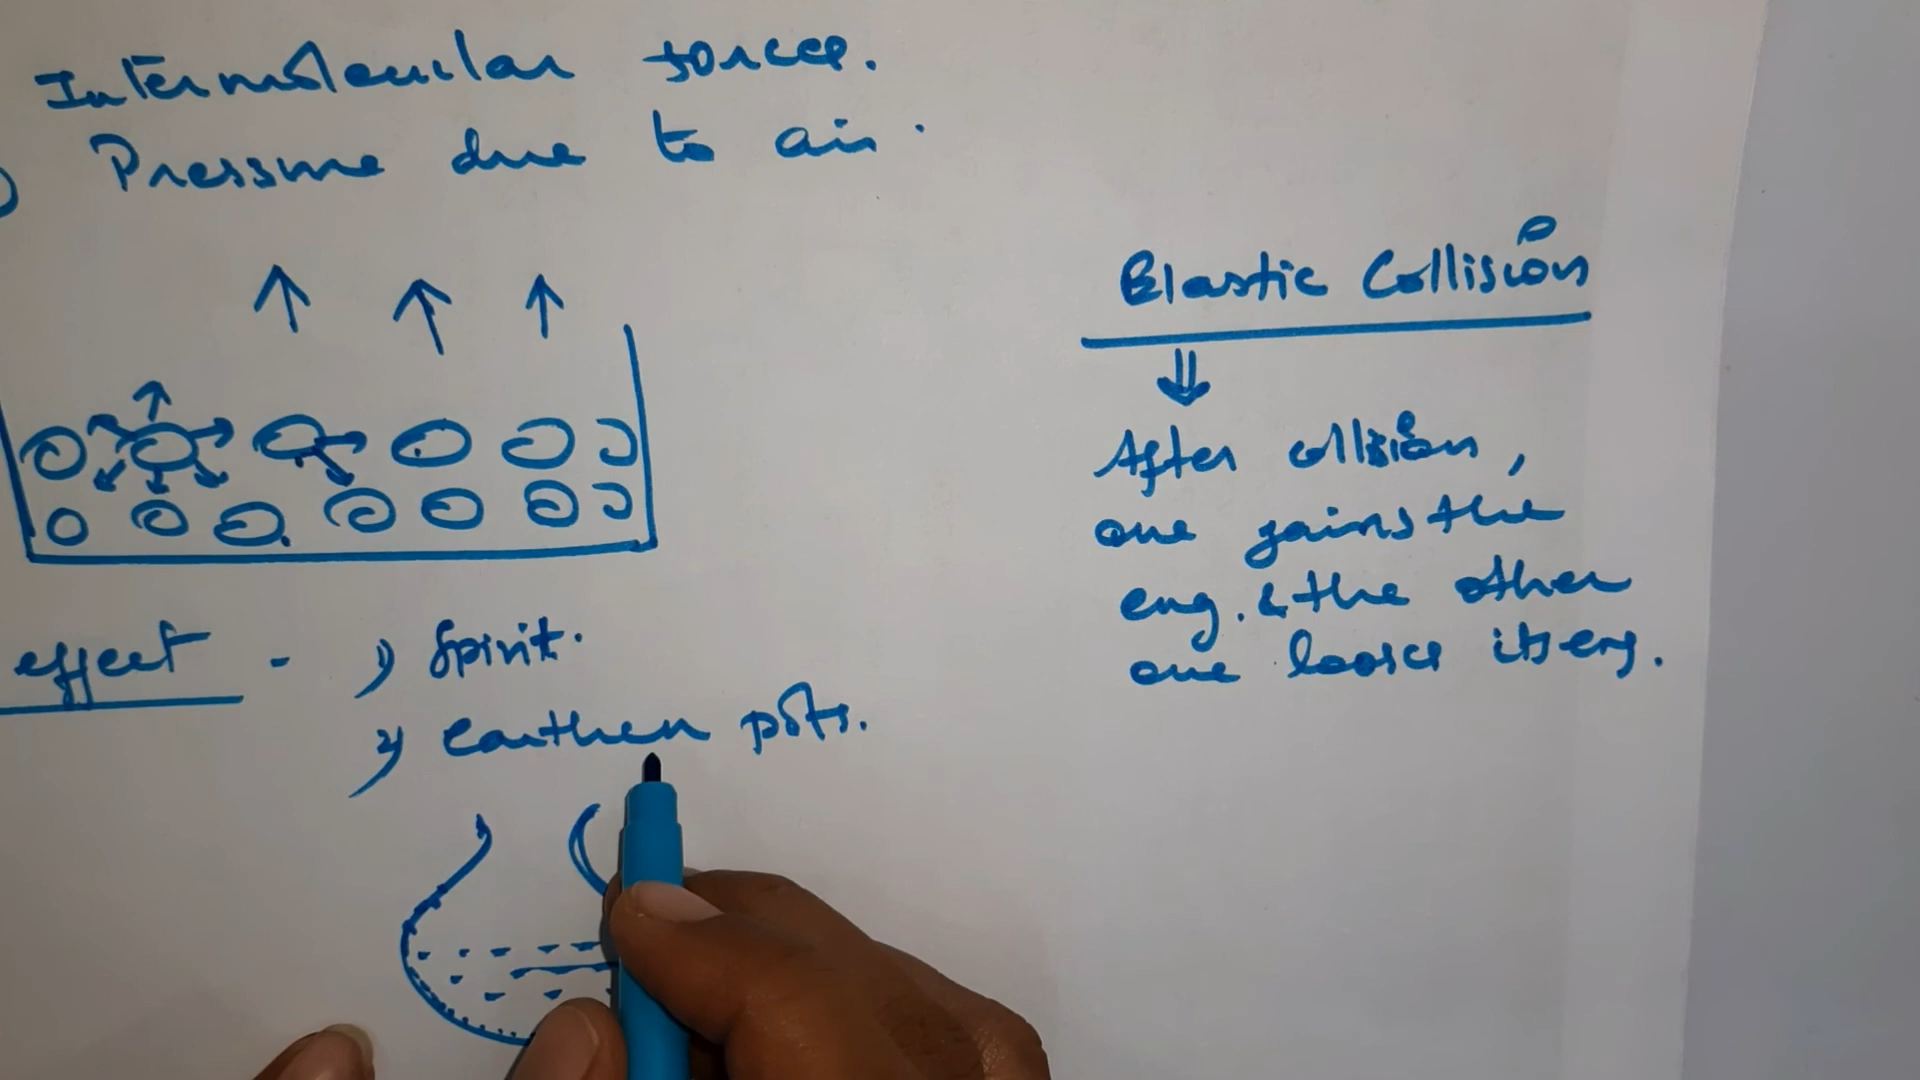 Intermolecular forces.
Pressure due to air.
effect - 1) Spirit.
2) Earthen pots.
Elastic Collision
After collision,
one gains the
eng. & the other
one looses its eng.